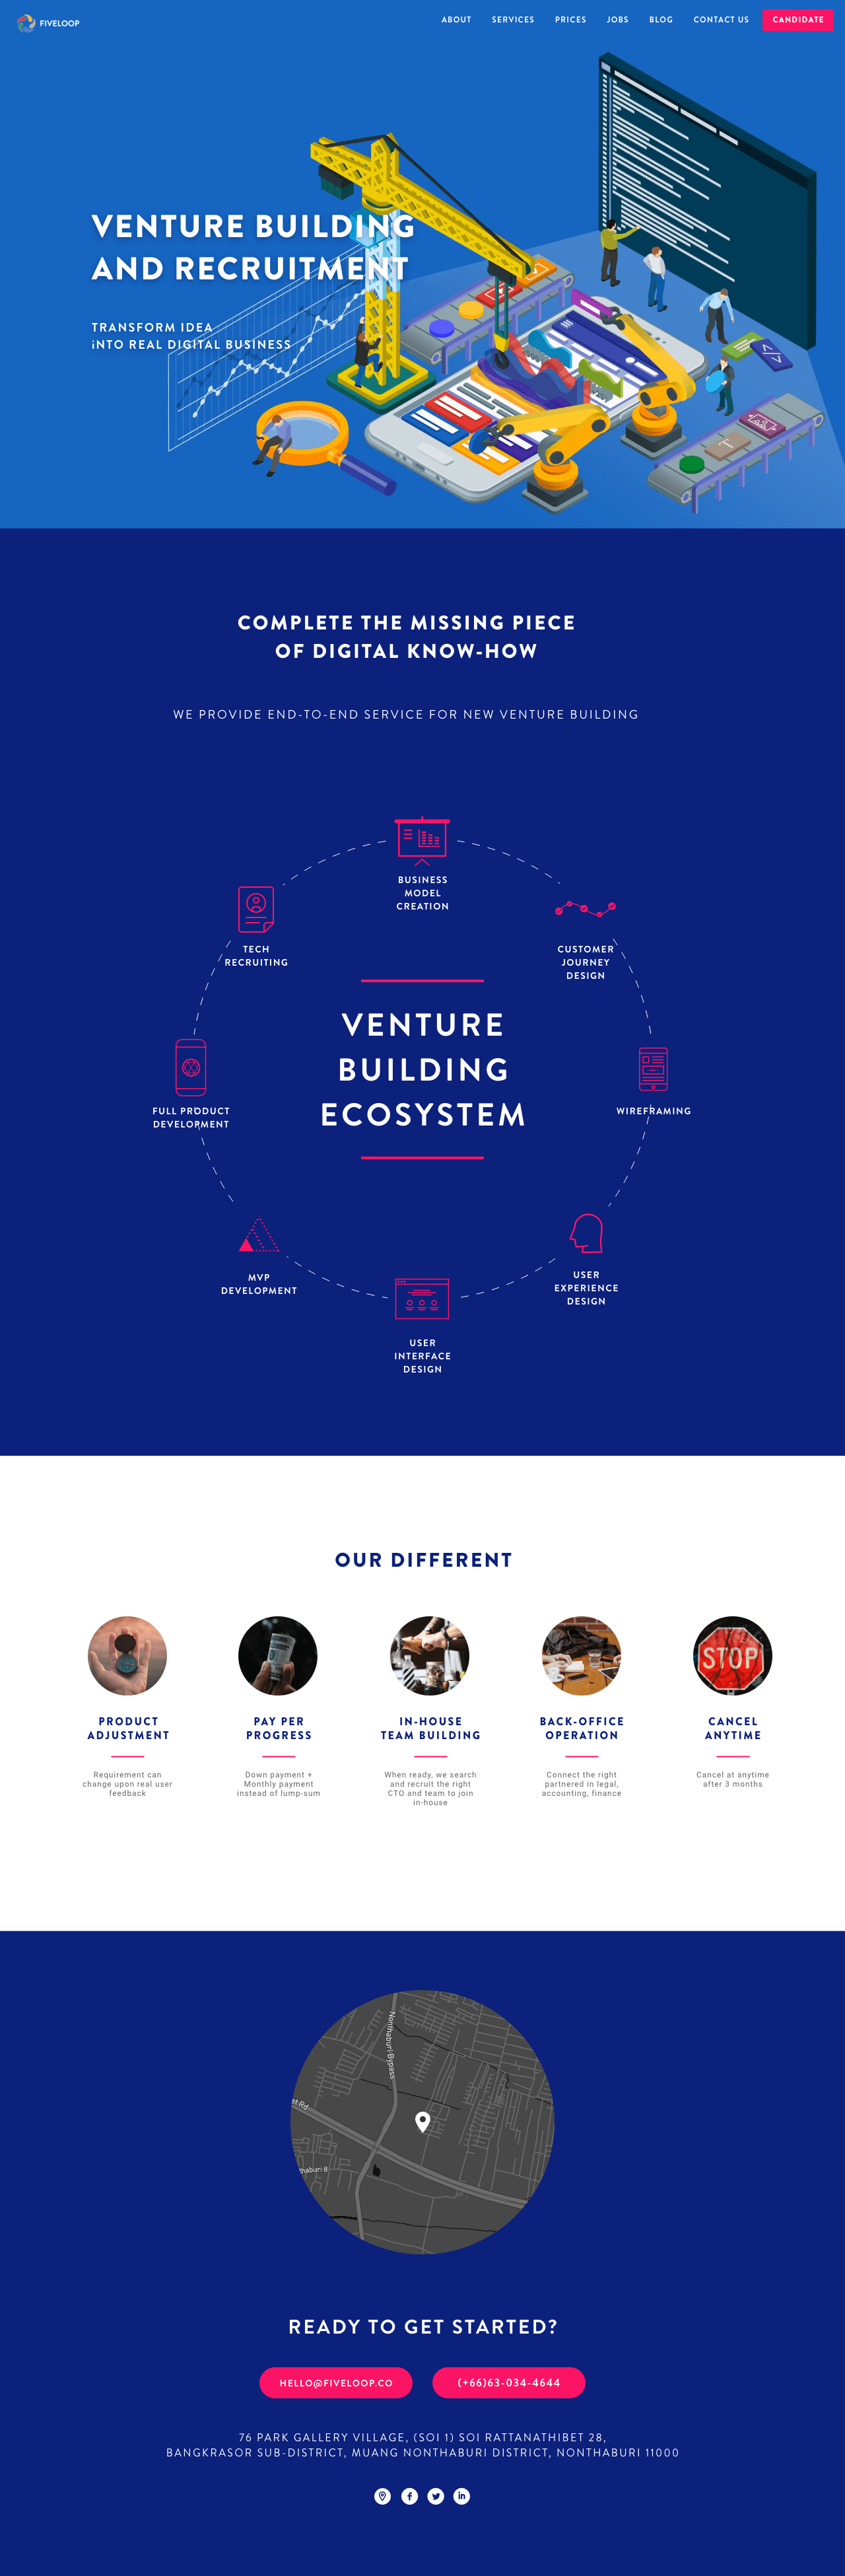 FIVELOOP
ABOUT SERVICES PRICES JOBS BLOG CONTACT US CANDIDATE
VENTURE BUILDING
AND RECRUITMENT
TRANSFORM IDEA
iNTO REAL DIGITAL BUSINESS
COMPLETE THE MISSING PIECE
OF DIGITAL KNOW-HOW
WE PROVIDE END-TO-END SERVICE FOR NEW VENTURE BUILDING
BUSINESS
MODEL
CREATION
CUSTOMER
JOURNEY
DESIGN
WIREFRAMING
USER
EXPERIENCE
DESIGN
USER
INTERFACE
DESIGN
MVP
DEVELOPMENT
FULL PRODUCT
DEVELOPMENT
TECH
RECRUITING
VENTURE
BUILDING
ECOSYSTEM
OUR DIFFERENT
STOP
PRODUCT
ADJUSTMENT
Requirement can
change upon real user
feedback
PAY PER
PROGRESS
Down payment +
Monthly payment
instead of lump-sum
IN-HOUSE
TEAM BUILDING
When ready, we search
and recruit the right
CTO and team to join
in-house
BACK-OFFICE
OPERATION
Connect the right
partnered in legal,
accounting, finance
CANCEL
ANYTIME
Cancel at anytime
after 3 months
Nonthaburi Bypass
et Rd
thaburi 8
READY TO GET STARTED?
HELLO@FIVELOOP.CO
(+66)63-034-4644
76 PARK GALLERY VILLAGE, (SOI 1) SOI RATTANATHIBET 28,
BANGKRASOR SUB-DISTRICT, MUANG NONTHABURI DISTRICT, NONTHABURI 11000